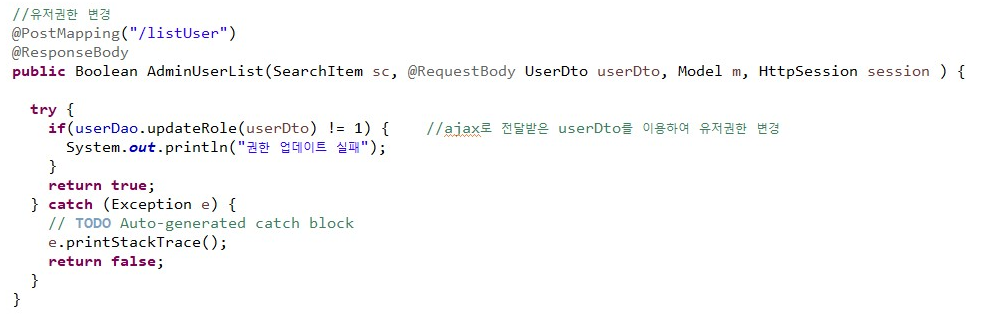 //유저권한 변경
@PostMapping("/listUser")
@ResponseBody
public Boolean AdminUserList(SearchItem sc, @RequestBody UserDto userDto, Model m, HttpSession session ) {
try {
if(userDao.updateRole(userDto) != 1) { //ajax로 전달받은 userDto를 이용하여 유저권한 변경
System.out.println("권한 업데이트 실패");
}
return true;
} catch (Exception e) {
// TODO Auto-generated catch block
e.printStackTrace();
return false;
}
}